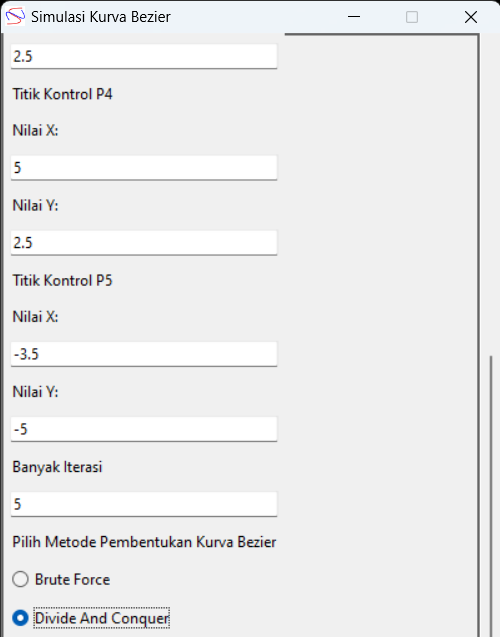 Simulasi Kurva Bezier
2.5
Titik Kontrol P4
Nilai X:
5
Nilai Y:
2.5
Titik Kontrol P5
Nilai X:
-3.5
Nilai Y:
-5
Banyak Iterasi
5
Pilih Metode Pembentukan Kurva Bezier
Brute Force
Divide And Conquer